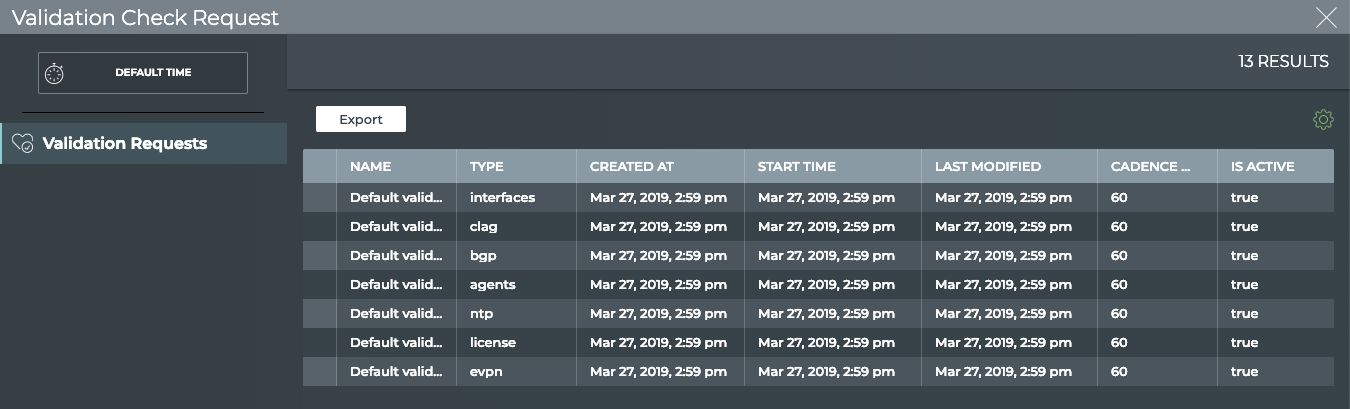 Validation Check Request
DEFAULT TIME
13 RESULTS
Validation Requests
Export
NAME TYPE CREATED AT START TIME LAST MODIFIED CADENCE ... IS ACTIVE
Default valid... interfaces Mar 27, 2019, 2:59 pm Mar 27, 2019, 2:59 pm Mar 27, 2019, 2:59 pm 60 true
Default valid... clag Mar 27, 2019, 2:59 pm Mar 27, 2019, 2:59 pm Mar 27, 2019, 2:59 pm 60 true
Default valid... bgp Mar 27, 2019, 2:59 pm Mar 27, 2019, 2:59 pm Mar 27, 2019, 2:59 pm 60 true
Default valid... agents Mar 27, 2019, 2:59 pm Mar 27, 2019, 2:59 pm Mar 27, 2019, 2:59 pm 60 true
Default valid... ntp Mar 27, 2019, 2:59 pm Mar 27, 2019, 2:59 pm Mar 27, 2019, 2:59 pm 60 true
Default valid... license Mar 27, 2019, 2:59 pm Mar 27, 2019, 2:59 pm Mar 27, 2019, 2:59 pm 60 true
Default valid... evpn Mar 27, 2019, 2:59 pm Mar 27, 2019, 2:59 pm Mar 27, 2019, 2:59 pm 60 true